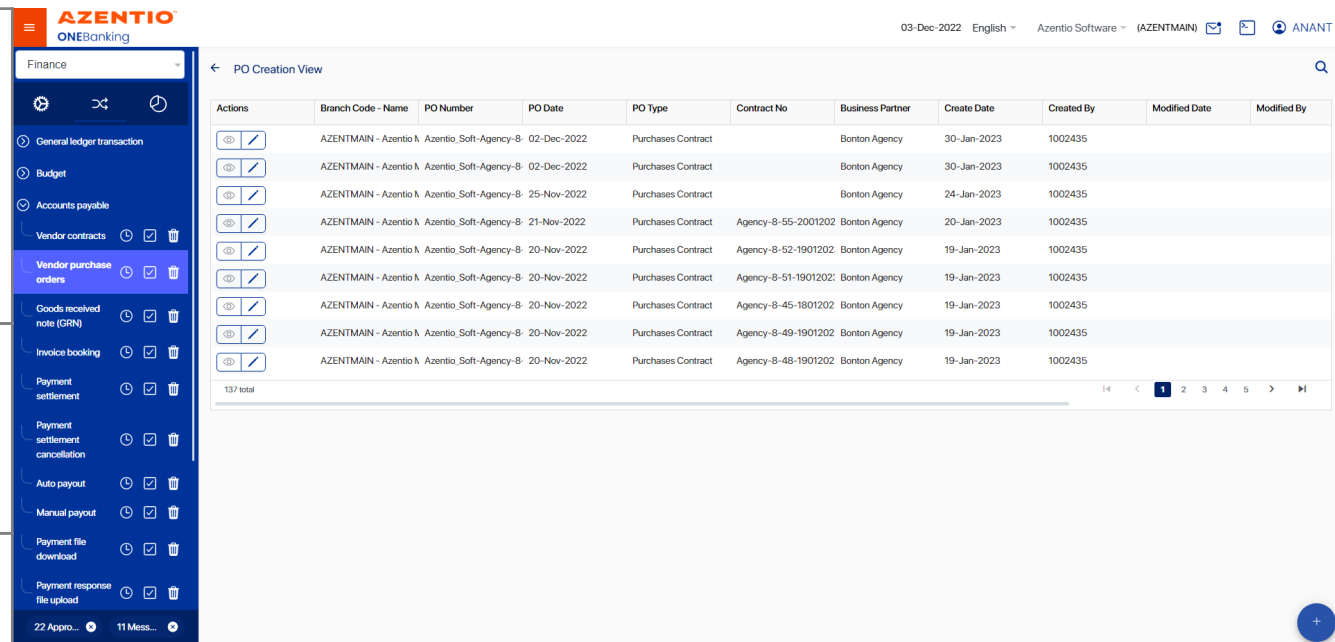 AZENTIO
ONEBanking
03-Dec-2022 English Azentio Software (AZENTMAIN) ANANT
Finance
PO Creation View
General ledger transaction
Budget
Accounts payable
Vendor contracts
Vendor purchase
orders
Goods received
note (GRN)
Invoice booking
Payment
settlement
Payment
settlement
cancellation
Auto payout
Manual payout
Payment file
download
Payment response
file upload
22 Appro... 11 Mess...
Actions Branch Code - Name PO Number PO Date PO Type Contract No Business Partner Create Date Created By Modified Date Modified By
AZENTMAIN - Azentio Azentio_Soft-Agency-8- 02-Dec-2022 Purchases Contract Bonton Agency 30-Jan-2023 1002435
AZENTMAIN - Azentio Azentio_Soft-Agency-8- 02-Dec-2022 Purchases Contract Bonton Agency 30-Jan-2023 1002435
AZENTMAIN - Azentio Azentio_Soft-Agency-8- 25-Nov-2022 Purchases Contract Bonton Agency 24-Jan-2023 1002435
AZENTMAIN - Azentio Azentio_Soft-Agency-8- 21-Nov-2022 Purchases Contract Agency-8-55-2001202 Bonton Agency 20-Jan-2023 1002435
AZENTMAIN - Azentio Azentio_Soft-Agency-8- 20-Nov-2022 Purchases Contract Agency-8-52-1901202 Bonton Agency 19-Jan-2023 1002435
AZENTMAIN - Azentio Azentio_Soft-Agency-8- 20-Nov-2022 Purchases Contract Agency-8-51-1901202 Bonton Agency 19-Jan-2023 1002435
AZENTMAIN - Azentio Azentio_Soft-Agency-8- 20-Nov-2022 Purchases Contract Agency-8-45-1801202 Bonton Agency 19-Jan-2023 1002435
AZENTMAIN - Azentio Azentio_Soft-Agency-8- 20-Nov-2022 Purchases Contract Agency-8-49-1901202 Bonton Agency 19-Jan-2023 1002435
AZENTMAIN - Azentio Azentio_Soft-Agency-8- 20-Nov-2022 Purchases Contract Agency-8-48-1901202 Bonton Agency 19-Jan-2023 1002435
137 total 1 2 3 4 5